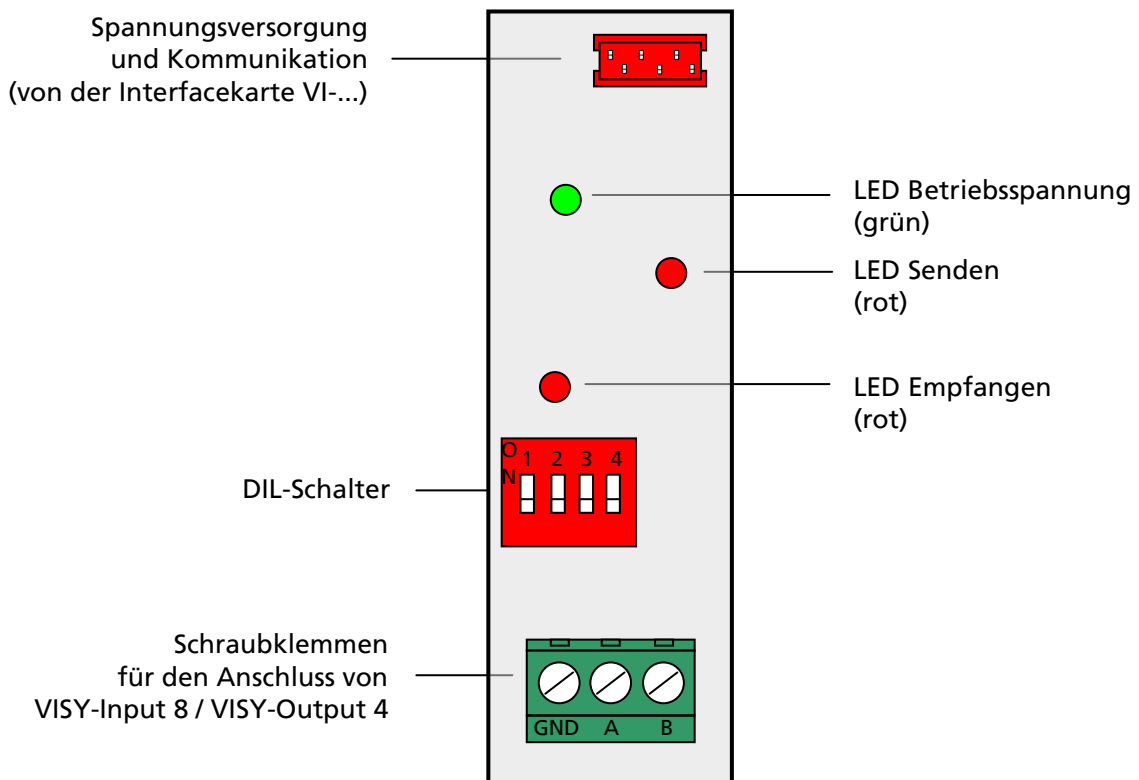 Spannungsversorgung
und Kommunikation
(von der Interfacekarte VI-...)
LED Betriebsspannung
(grün)
LED Senden
(rot)
LED Empfangen
(rot)
ON 1 2 3 4
DIL-Schalter
Schraubklemmen
für den Anschluss von
VISY-Input 8 / VISY-Output 4
GND A B